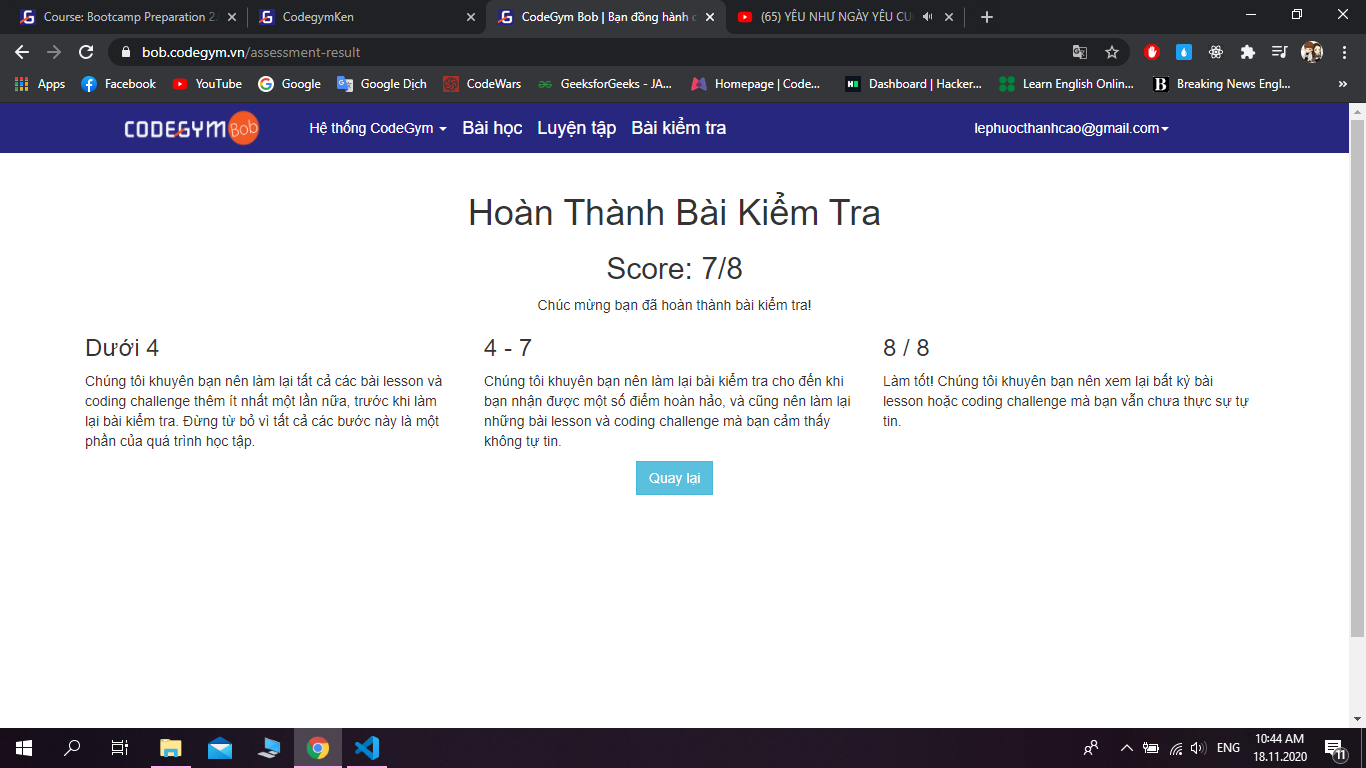 Course: Bootcamp Preparation 2.
CodegymKen
CodeGym Bob | Bạn đồng hành c
(65) YÊU NHƯ NGÀY YÊU CU
bob.codegym.vn/assessment-result
Apps Facebook YouTube Google Google Dịch CodeWars GeeksforGeeks - JA... Homepage | Code... Dashboard | Hacker... Learn English Onlin... Breaking News Engl... »
CODEGYM Bob Hệ thống CodeGym Bài học Luyện tập Bài kiểm tra lephuocthanhcao@gmail.com
Hoàn Thành Bài Kiểm Tra
Score: 7/8
Chúc mừng bạn đã hoàn thành bài kiểm tra!
Dưới 4
Chúng tôi khuyên bạn nên làm lại tất cả các bài lesson và
coding challenge thêm ít nhất một lần nữa, trước khi làm
lại bài kiểm tra. Đừng từ bỏ vì tất cả các bước này là một
phần của quá trình học tập.
4 - 7
Chúng tôi khuyên bạn nên làm lại bài kiểm tra cho đến khi
bạn nhận được một số điểm hoàn hảo, và cũng nên làm lại
những bài lesson và coding challenge mà bạn cảm thấy
không tự tin.
8 / 8
Làm tốt! Chúng tôi khuyên bạn nên xem lại bất kỳ bài
lesson hoặc coding challenge mà bạn vẫn chưa thực sự tự
tin.
Quay lại
ENG
10:44 AM
18.11.2020
11